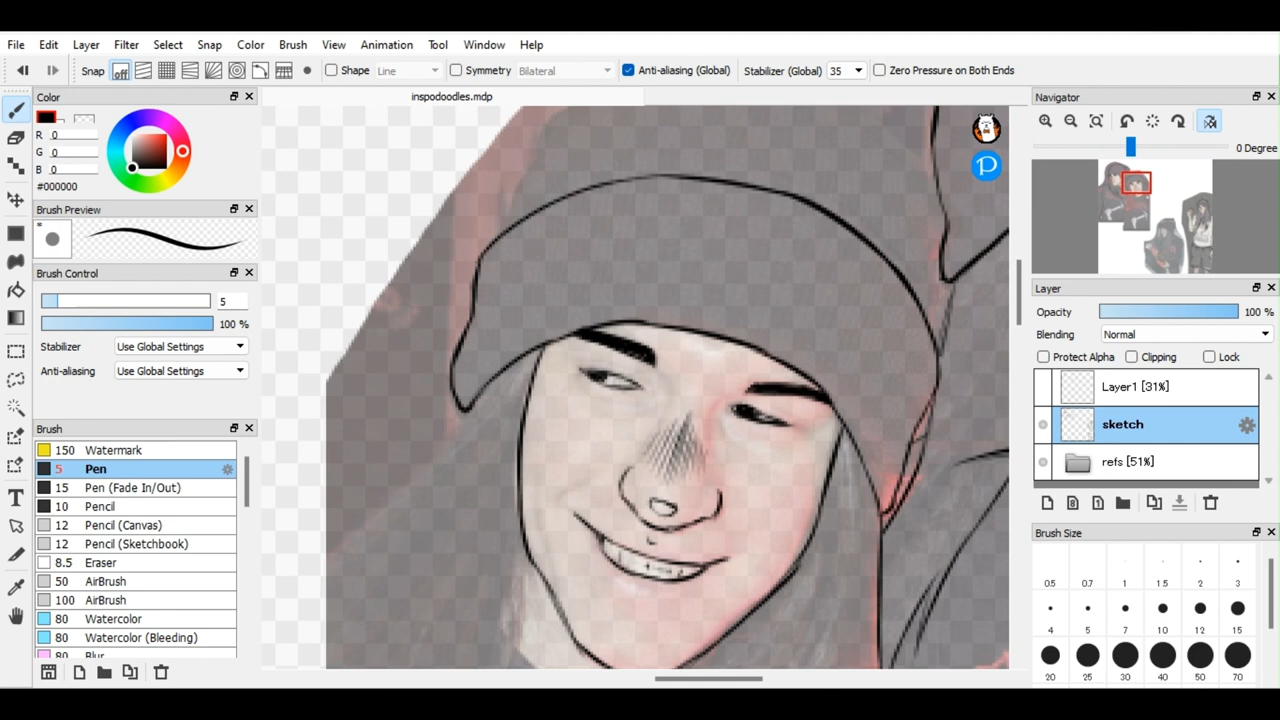 File Edit Layer Filter Select Snap Color Brush View Animation Tool Window Help
Snap off Shape Line Symmetry Bilateral Anti-aliasing (Global) Stabilizer (Global) 35 Zero Pressure on Both Ends
Color
R 0
G 0
B 0
#000000
Brush Preview
*
Brush Control
5
100 %
Stabilizer Use Global Settings
Anti-aliasing Use Global Settings
Brush
150 Watermark
5 Pen
15 Pen (Fade In/Out)
10 Pencil
12 Pencil (Canvas)
12 Pencil (Sketchbook)
8.5 Eraser
50 AirBrush
100 AirBrush
80 Watercolor
80 Watercolor (Bleeding)
80 Blur
T
inspodoodles.mdp
P
Navigator
0 Degree
Layer
Opacity 100 %
Blending Normal
Protect Alpha Clipping Lock
Layer1 [31%]
sketch
refs [51%]
8 1
Brush Size
0.5 0.7 1 1.5 2 3
4 5 7 10 12 15
20 25 30 40 50 70